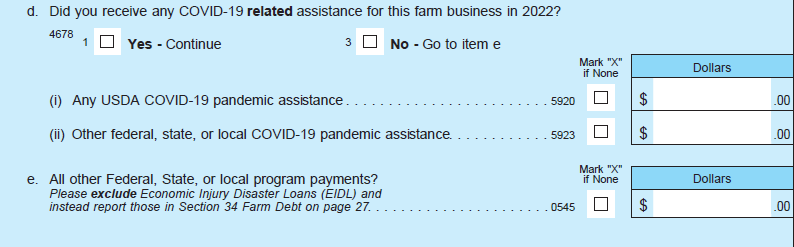 d. Did you receive any COVID-19 related assistance for this farm business in 2022?
4678 1 Yes - Continue 3 No - Go to item e
Mark "X" if None Dollars
(i) Any USDA COVID-19 pandemic assistance. . . . . . . . . . . . . . . . . . . . . . . . . 5920 $ .00
(ii) Other federal, state, or local COVID-19 pandemic assistance. . . . . . . . . . . . 5923 $ .00
Mark "X" if None Dollars
e. All other Federal, State, or local program payments?
Please exclude Economic Injury Disaster Loans (EIDL) and
instead report those in Section 34 Farm Debt on page 27. . . . . . . . . . . . . . . . . . . . . . . 0545 $ .00